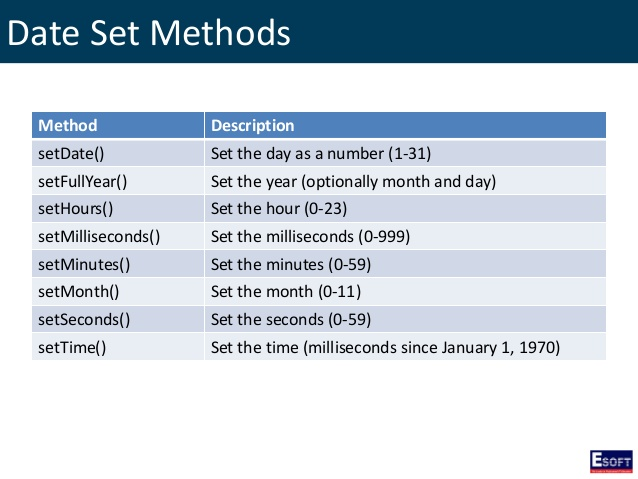 Date Set Methods
Method Description
setDate() Set the day as a number (1-31)
setFullYear() Set the year (optionally month and day)
setHours() Set the hour (0-23)
setMilliseconds() Set the milliseconds (0-999)
setMinutes() Set the minutes (0-59)
setMonth() Set the month (0-11)
setSeconds() Set the seconds (0-59)
setTime() Set the time (milliseconds since January 1, 1970)
ESOFT